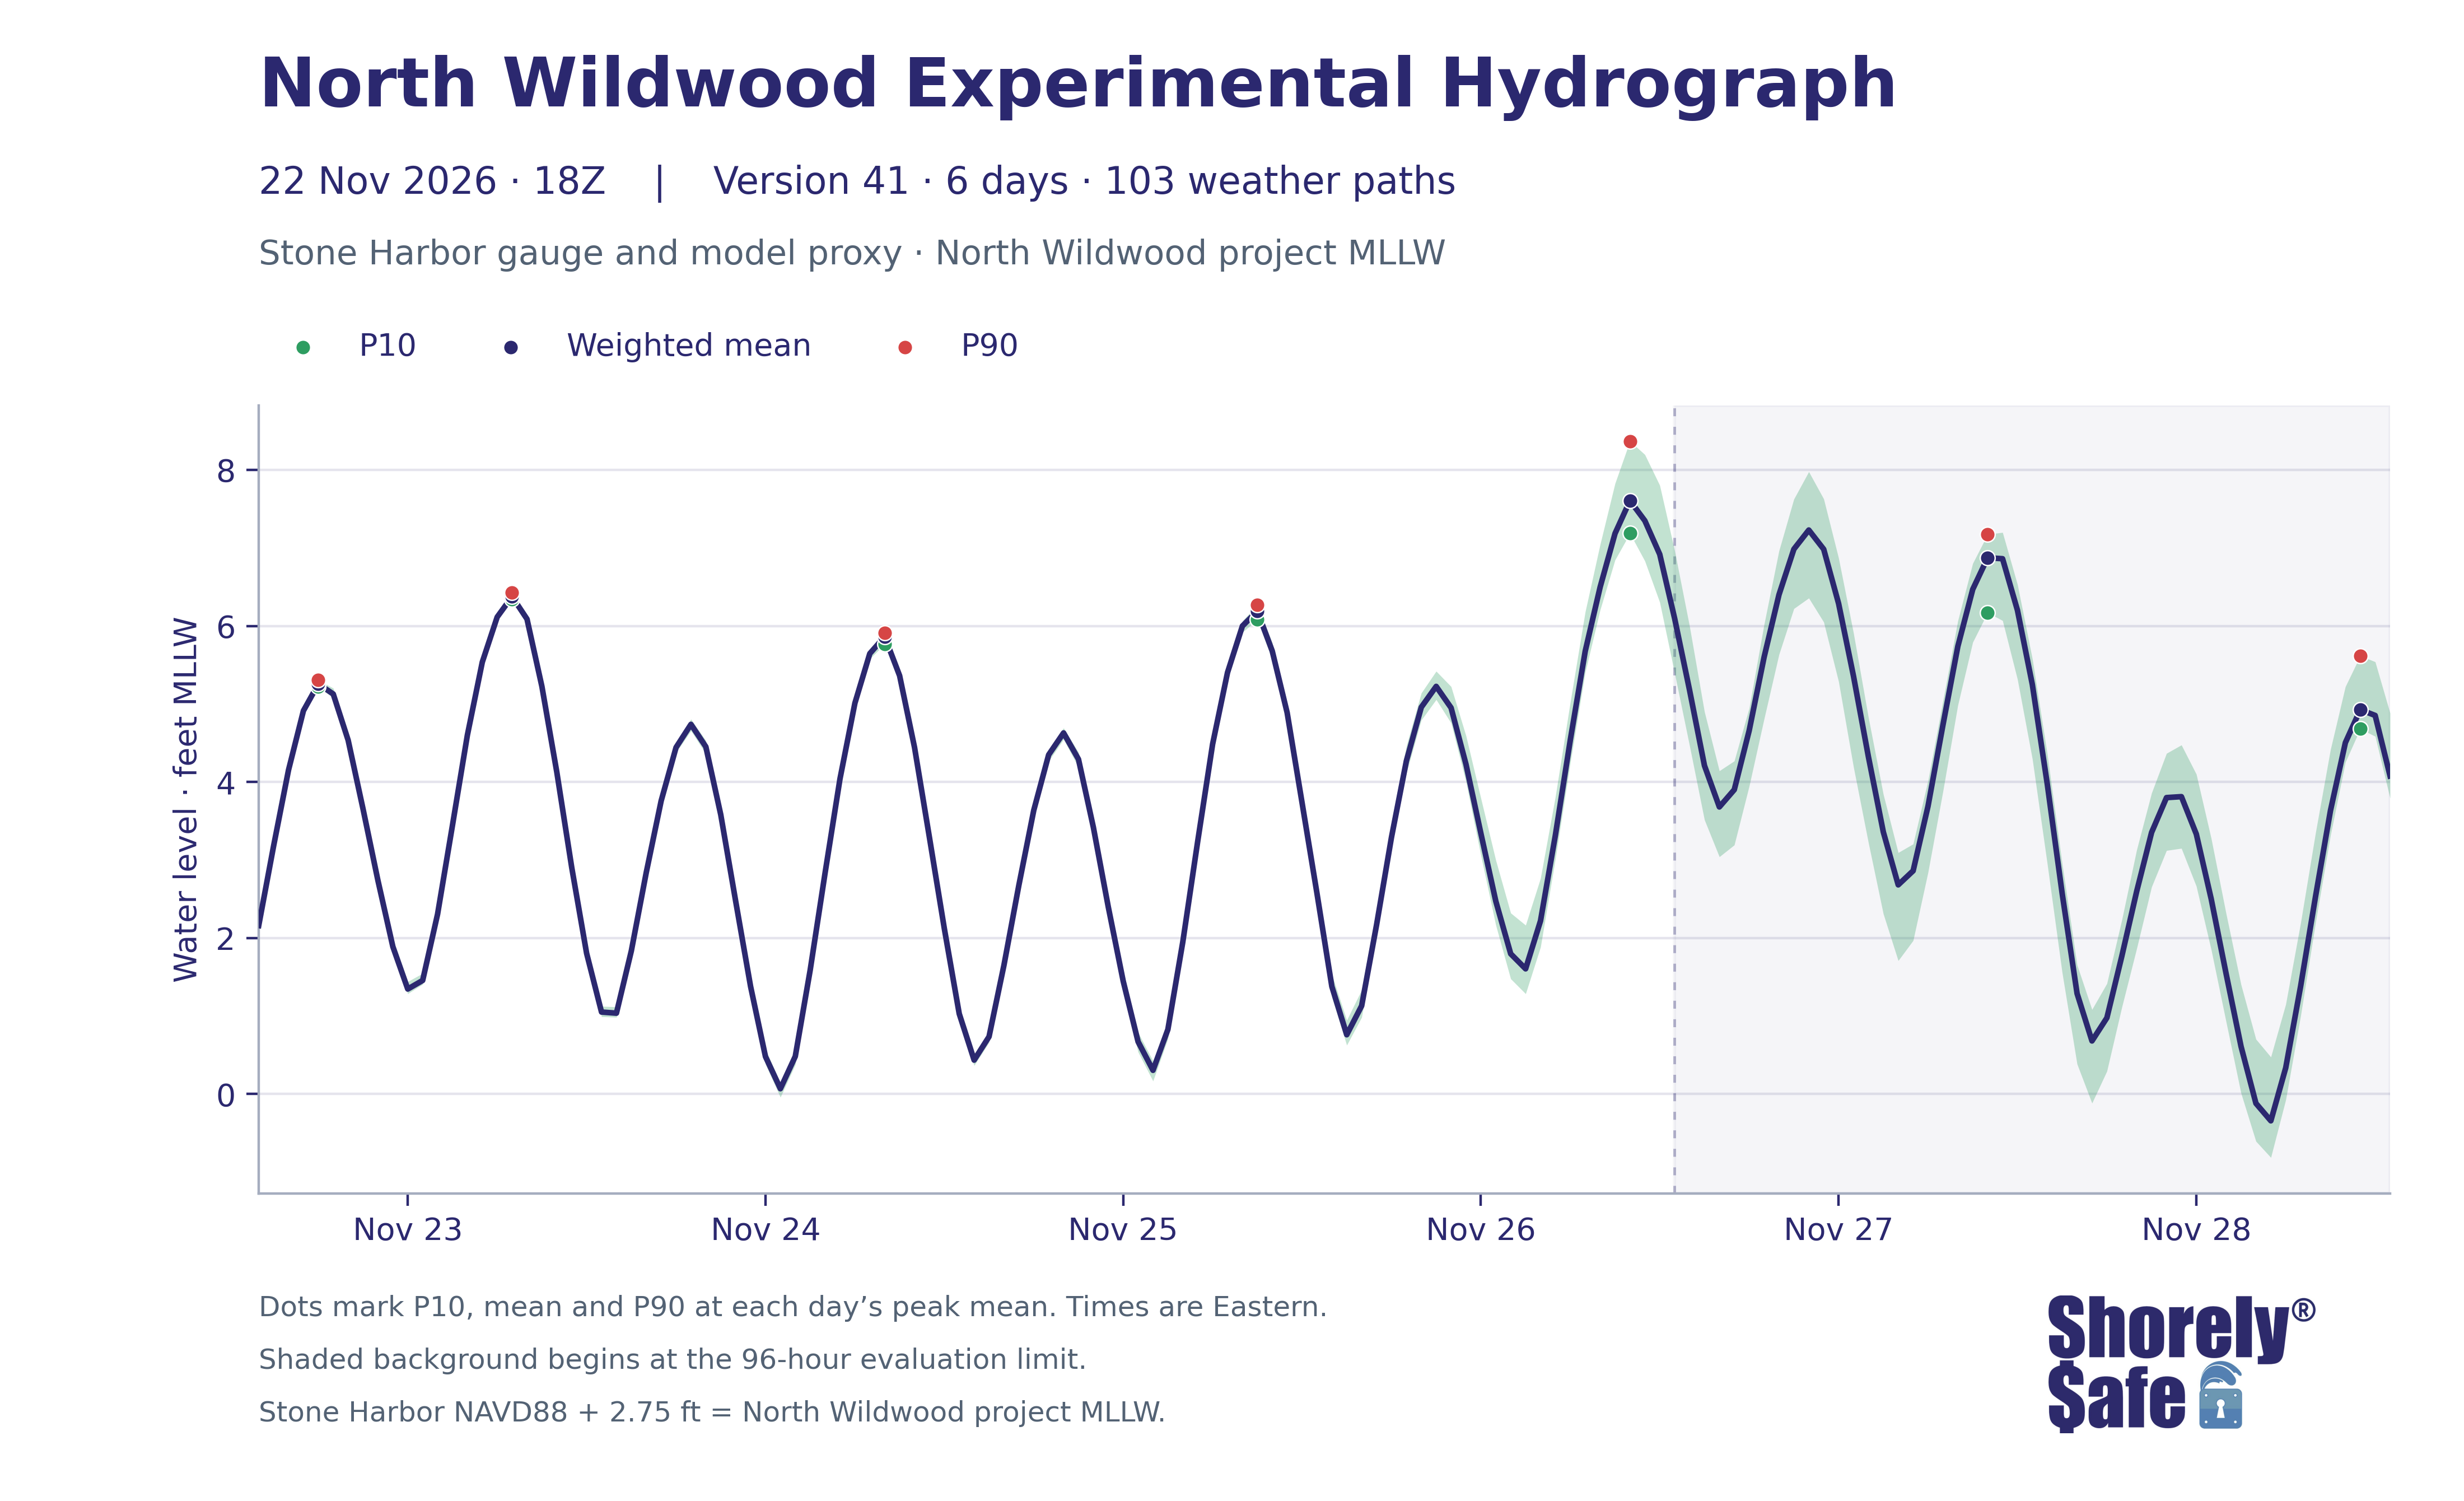 North Wildwood Experimental Hydrograph
22 Nov 2026 · 18Z | Version 41 · 6 days · 103 weather paths
Stone Harbor gauge and model proxy · North Wildwood project MLLW
P10 Weighted mean P90
Water level · feet MLLW
8
6
4
2
0
Nov 23 Nov 24 Nov 25 Nov 26 Nov 27 Nov 28
Dots mark P10, mean and P90 at each day’s peak mean. Times are Eastern.
Shaded background begins at the 96-hour evaluation limit.
Stone Harbor NAVD88 + 2.75 ft = North Wildwood project MLLW.
Shorely®
$afe